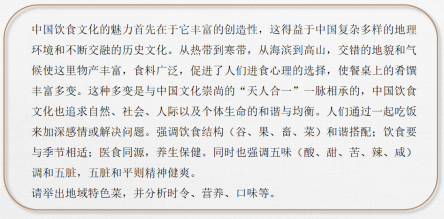 中国饮食文化的魅力首先在于它丰富的创造性，这得益于中国复杂多样的地理
环境和不断交融的历史文化。从热带到寒带，从海滨到高山，交错的地貌和气
候使这里物产丰富，食料广泛，促进了人们进食心理的选择，使餐桌上的肴馔
丰富多变。这种多变是与中国文化崇尚的“天人合一”一脉相承的，中国饮食
文化也追求自然、社会、人际以及个体生命的和谐与均衡。人们通过一起吃饭
来加深感情或解决问题。强调饮食结构（谷、果、畜、菜）和谐搭配；饮食要
与季节相适；医食同源，养生保健。同时也强调五味（酸、甜、苦、辣、咸）
调和五脏，五脏和平则精神健爽。
请举出地域特色菜，并分析时令、营养、口味等。